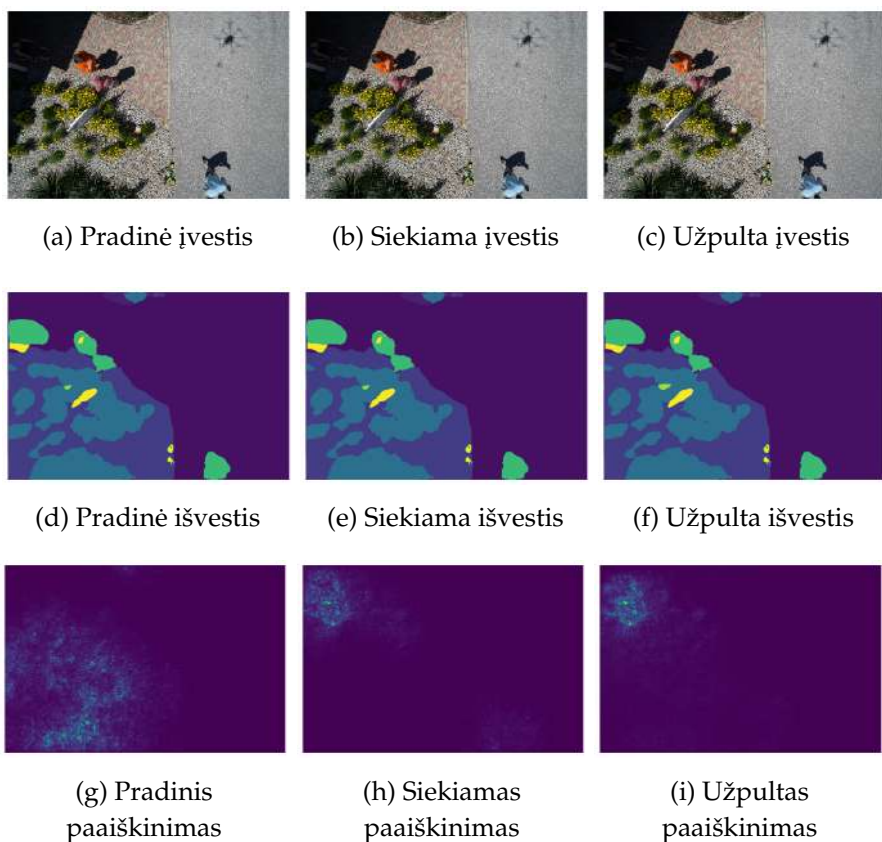 (a) Pradinė įvestis
(b) Siekiama įvestis
(c) Užpulta įvestis
(d) Pradinė išvestis
(e) Siekiama išvestis
(f) Užpulta išvestis
(g) Pradinis
paaiškinimas
(h) Siekiamas
paaiškinimas
(i) Užpultas
paaiškinimas